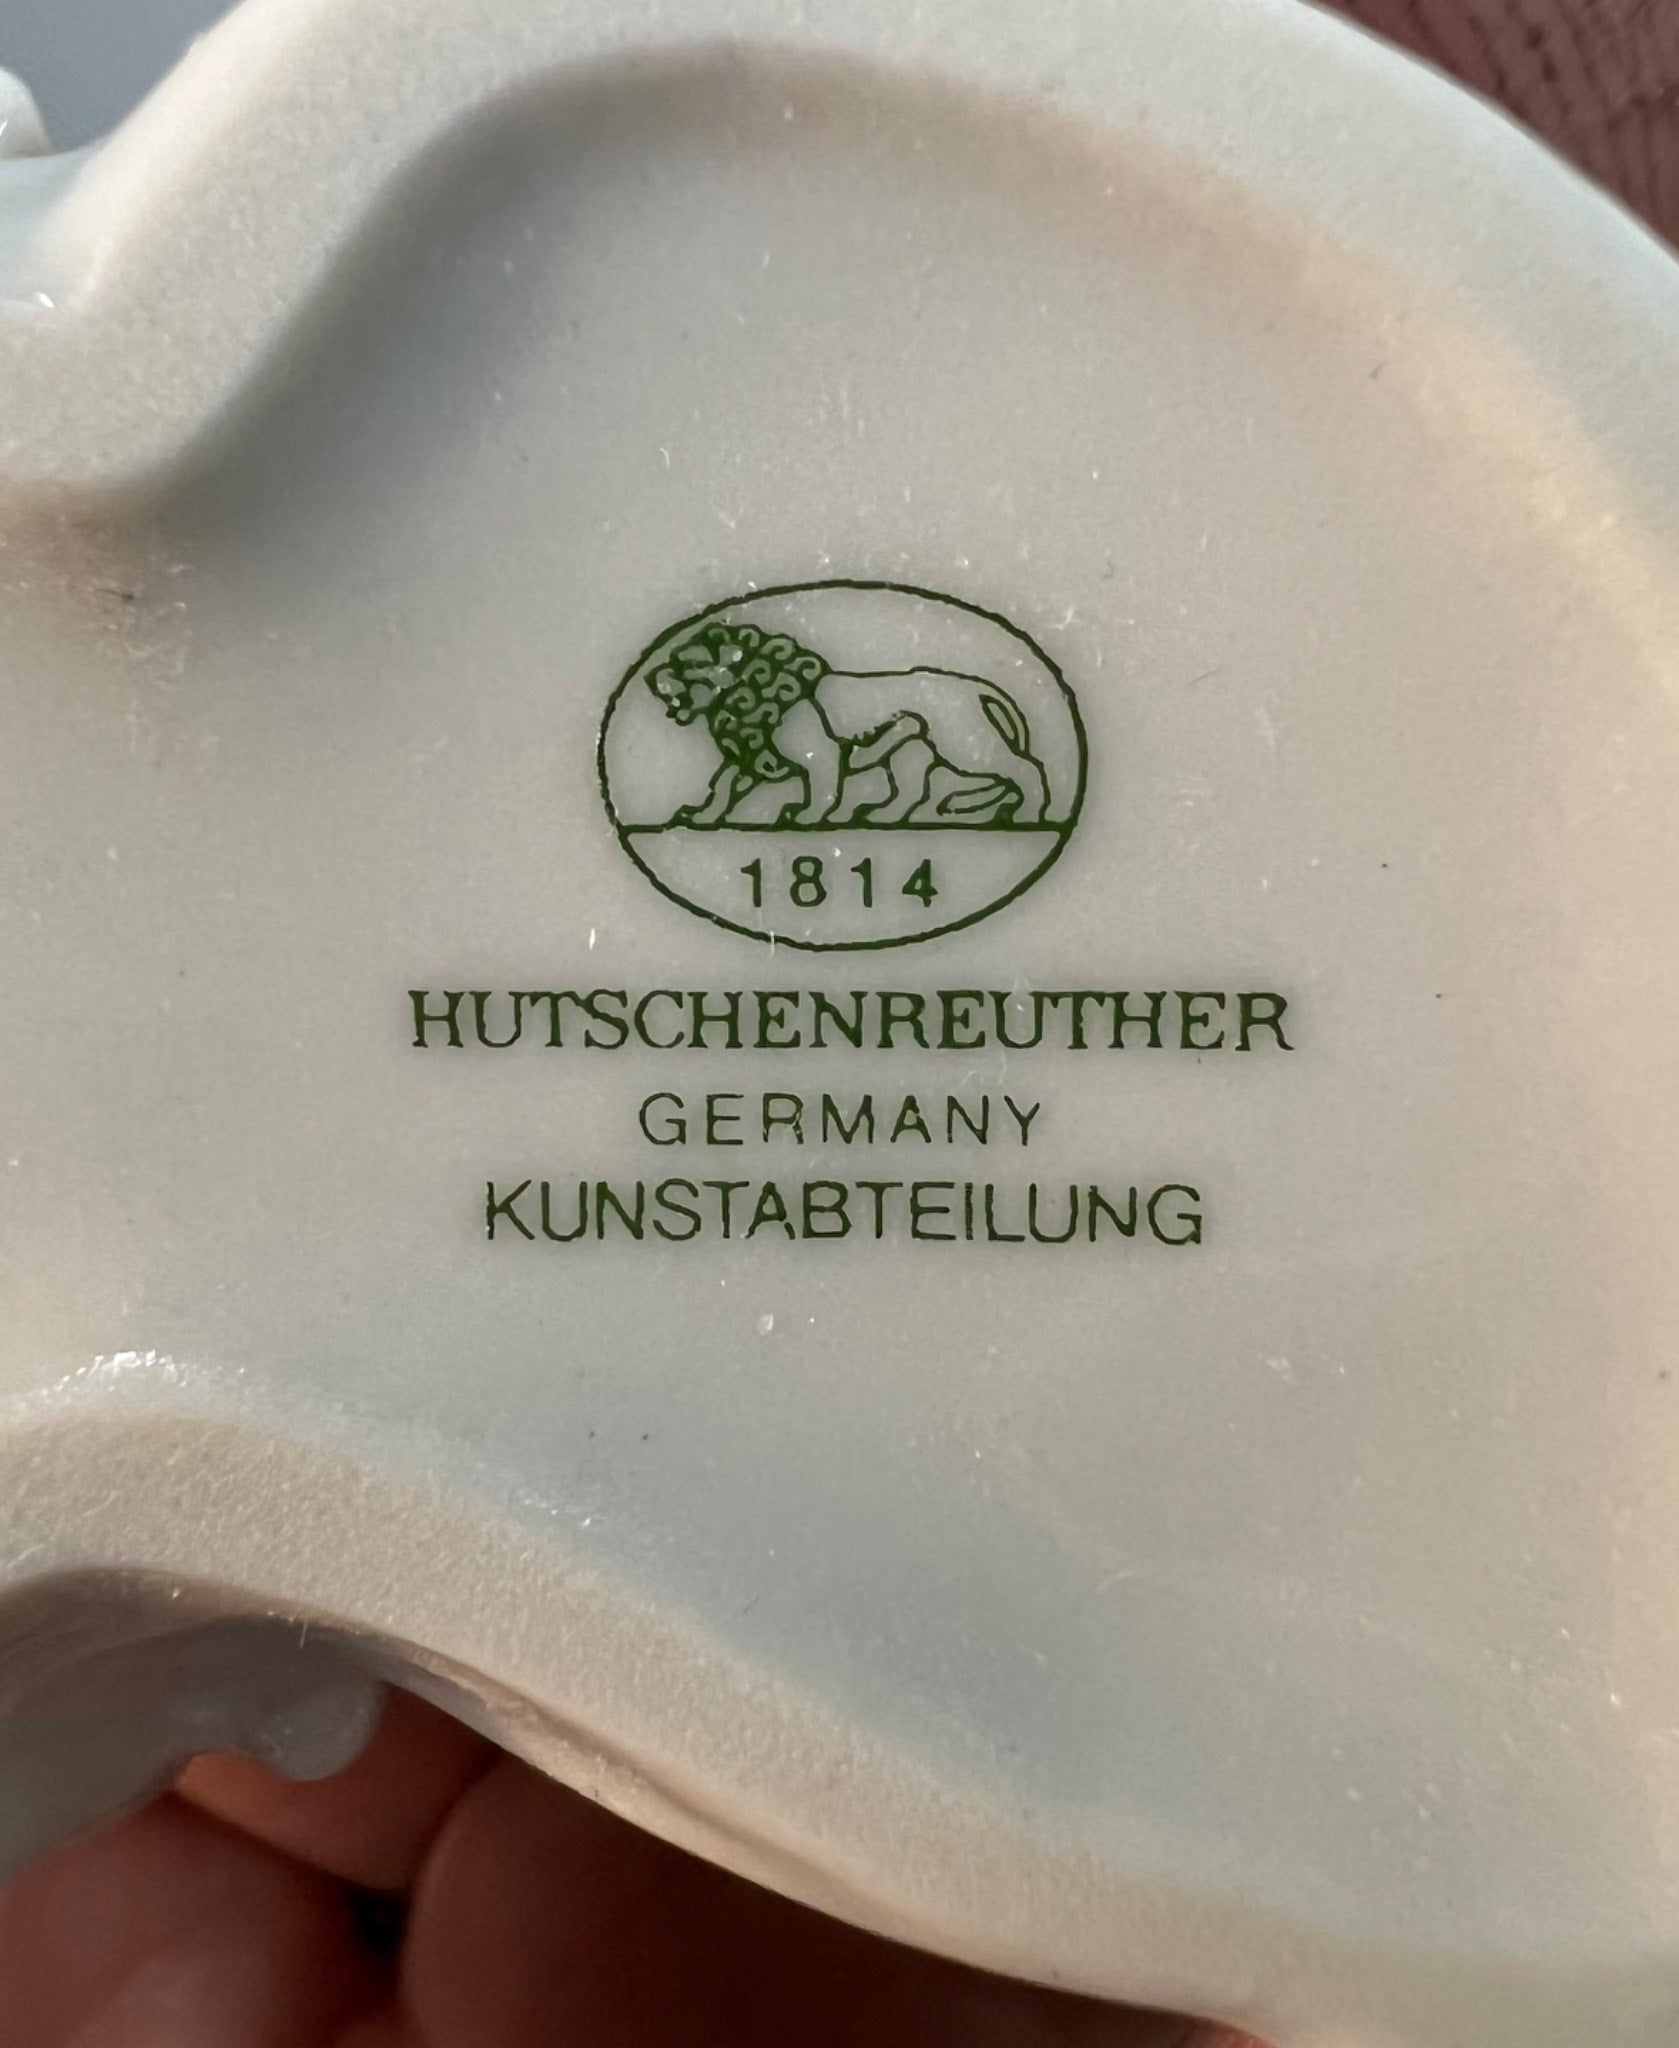 1814
HUTSCHENREUTHER
GERMANY
KUNSTABTEILUNG